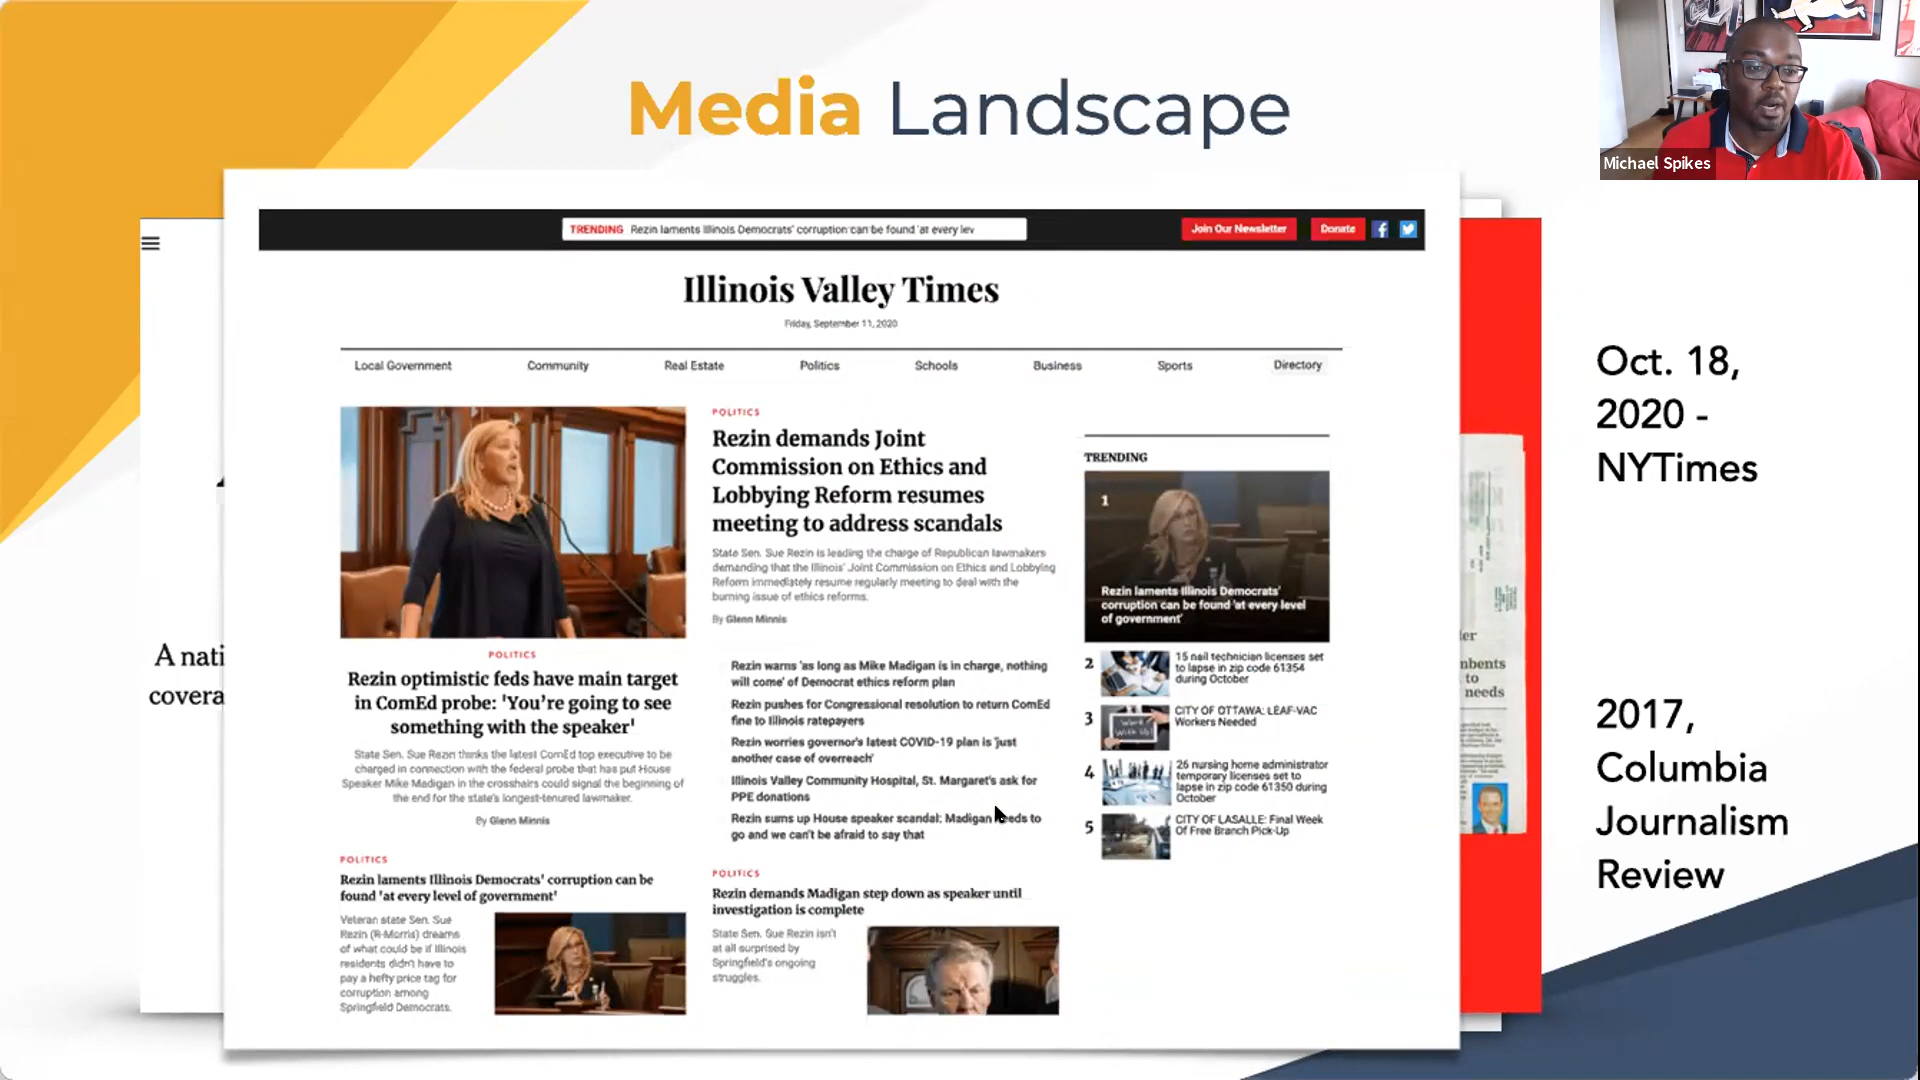 Media Landscape
Michael Spikes
TRENDING Rezin laments Illinois Democrats' corruption can be found 'at every lev
Join Our Newsletter
Donate
Illinois Valley Times
Friday, September 11, 2020
Local Government
Community
Real Estate
Politics
Schools
Business
Sports
Directory
POLITICS
Rezin optimistic feds have main target
in ComEd probe: 'You're going to see
something with the speaker'
State Sen. Sue Rezin thinks the latest ComEd top executive to be
charged in connection with the federal probe that has put House
Speaker Mike Madigan in the crosshairs could signal the beginning of
the end for the state's longest-tenured lawmaker.
By Glenn Minnis
POLITICS
Rezin laments Illinois Democrats' corruption can be
found 'at every level of government'
Veteran state Sen. Sue
Rezin (R-Morris) dreams
of what could be if Illinois
residents didn't have to
pay a hefty price tag for
corruption among
Springfield Democrats.
POLITICS
Rezin demands Joint
Commission on Ethics and
Lobbying Reform resumes
meeting to address scandals
State Sen. Sue Rezin is leading the charge of Republican lawmakers
demanding that the Illinois' Joint Commission on Ethics and Lobbying
Reform immediately resume regularly meeting to deal with the
burning issue of ethics reforms.
By Glenn Minnis
Rezin warns 'as long as Mike Madigan is in charge, nothing
will come' of Democrat ethics reform plan
Rezin pushes for Congressional resolution to return ComEd
fine to Illinois ratepayers
Rezin worries governor's latest COVID-19 plan is 'just
another case of overreach'
Illinois Valley Community Hospital, St. Margaret's ask for
PPE donations
Rezin sums up House speaker scandal: Madigan needs to
go and we can't be afraid to say that
POLITICS
Rezin demands Madigan step down as speaker until
investigation is complete
State Sen. Sue Rezin isn't
at all surprised by
Springfield's ongoing
struggles.
TRENDING
1
Rezin laments Illinois Democrats'
corruption can be found 'at every level
of government'
2
15 nail technician licenses set
to lapse in zip code 61354
during October
3
CITY OF OTTAWA: LEAF-VAC
Workers Needed
4
26 nursing home administrator
temporary licenses set to
lapse in zip code 61350 during
October
5
CITY OF LASALLE: Final Week
Of Free Branch Pick-Up
A nati
covera
ler
nbents
to
needs
Oct. 18,
2020 -
NYTimes
2017,
Columbia
Journalism
Review